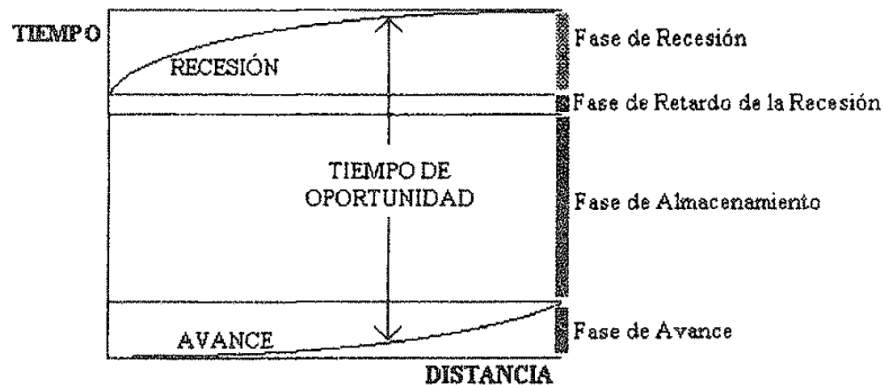 TIEMPO
RECESIÓN
Fase de Recesión
Fase de Retardo de la Recesión
TIEMPO DE
OPORTUNIDAD
Fase de Almacenamiento
AVANCE
Fase de Avance
DISTANCIA